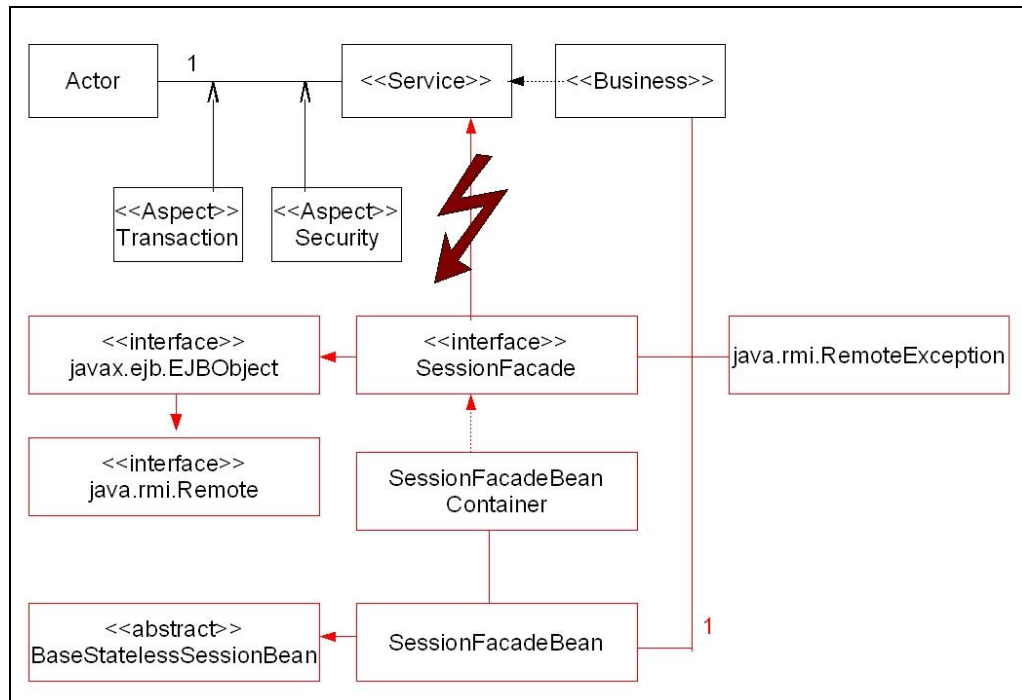 1
Actor
<<Service>>
<<Business>>
<<Aspect>>
Transaction
<<Aspect>>
Security
<<interface>>
javax.ejb.EJBObject
<<interface>>
SessionFacade
java.rmi.RemoteException
<<interface>>
java.rmi.Remote
SessionFacadeBean
Container
<<abstract>>
BaseStatelessSessionBean
SessionFacadeBean
1